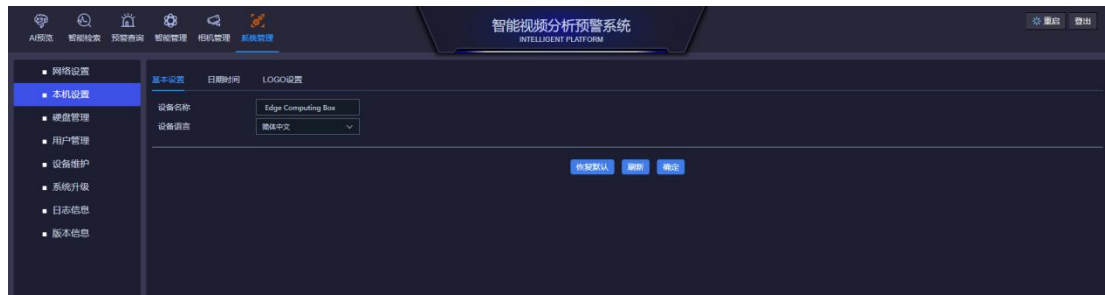 AI预览 智能检索 预警查询 智能管理 相机管理 系统管理
智能视频分析预警系统
INTELLIGENT PLATFORM
重启 登出
网络设置
本机设置
硬盘管理
用户管理
设备维护
系统升级
日志信息
版本信息
基本设置 日期时间 LOGO设置
设备名称 Edge Computing Box
设备语言 简体中文
恢复默认 刷新 确定